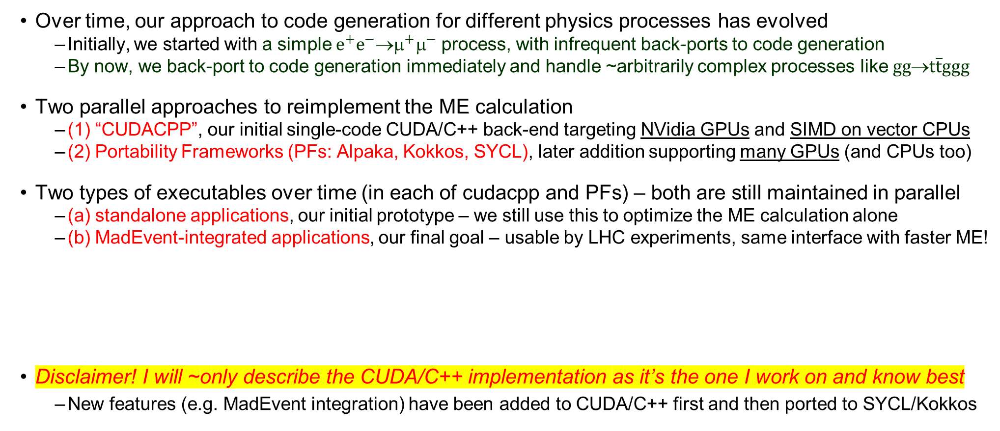 • Over time, our approach to code generation for different physics processes has evolved
– Initially, we started with a simple e⁺e⁻→μ⁺μ⁻ process, with infrequent back-ports to code generation
– By now, we back-port to code generation immediately and handle ~arbitrarily complex processes like gg→tt̄ggg
• Two parallel approaches to reimplement the ME calculation
– (1) “CUDACPP”, our initial single-code CUDA/C++ back-end targeting NVidia GPUs and SIMD on vector CPUs
– (2) Portability Frameworks (PFs: Alpaka, Kokkos, SYCL), later addition supporting many GPUs (and CPUs too)
• Two types of executables over time (in each of cudacpp and PFs) – both are still maintained in parallel
– (a) standalone applications, our initial prototype – we still use this to optimize the ME calculation alone
– (b) MadEvent-integrated applications, our final goal – usable by LHC experiments, same interface with faster ME!
• Disclaimer! I will ~only describe the CUDA/C++ implementation as it’s the one I work on and know best
– New features (e.g. MadEvent integration) have been added to CUDA/C++ first and then ported to SYCL/Kokkos